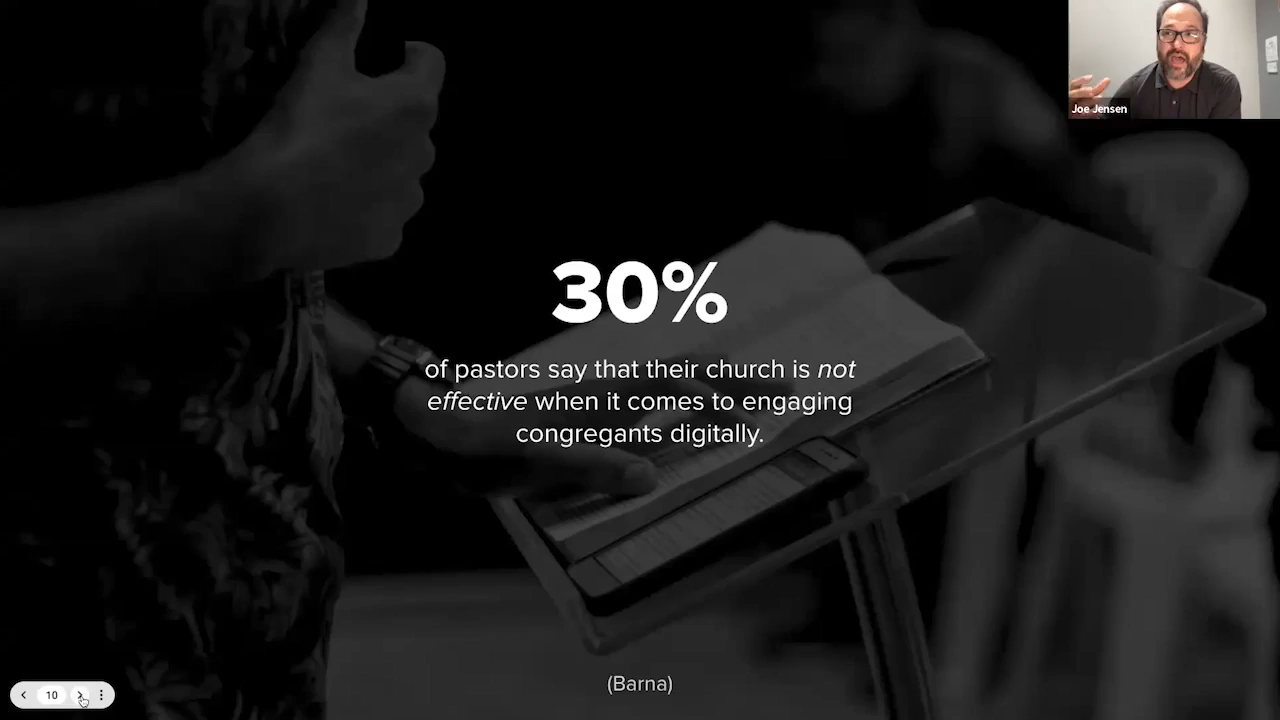 Joe Jensen
30%
of pastors say that their church is not
effective when it comes to engaging
congregants digitally.
(Barna)
10